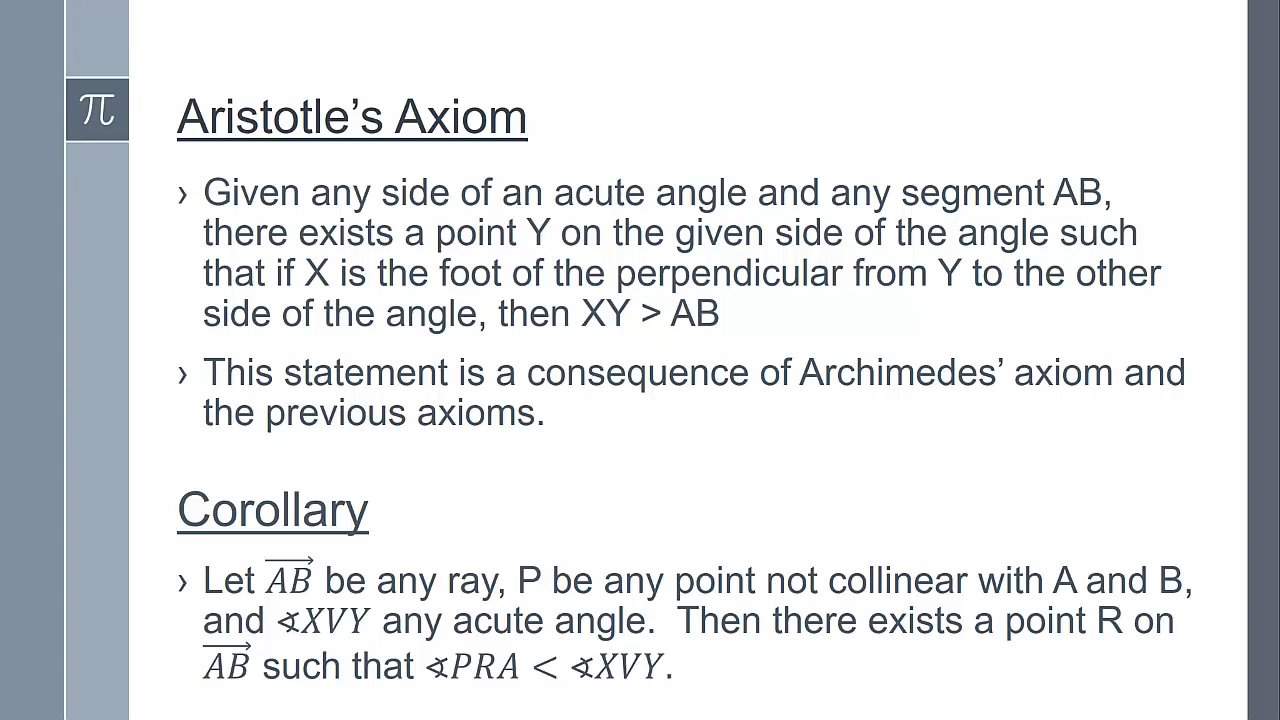 π
Aristotle’s Axiom
› Given any side of an acute angle and any segment AB,
there exists a point Y on the given side of the angle such
that if X is the foot of the perpendicular from Y to the other
side of the angle, then XY > AB
› This statement is a consequence of Archimedes’ axiom and
the previous axioms.
Corollary
› Let $\overrightarrow{AB}$ be any ray, P be any point not collinear with A and B,
and ∢XVY any acute angle.  Then there exists a point R on
$\overrightarrow{AB}$ such that ∢PRA < ∢XVY.